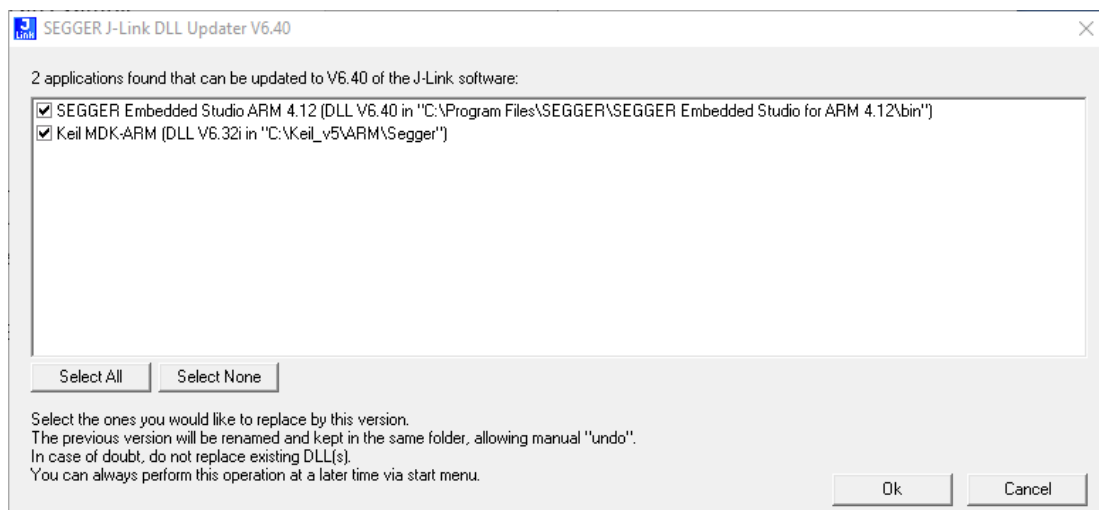 J
Link
SEGGER J-Link DLL Updater V6.40
2 applications found that can be updated to V6.40 of the J-Link software:
SEGGER Embedded Studio ARM 4.12 (DLL V6.40 in "C:\Program Files\SEGGER\SEGGER Embedded Studio for ARM 4.12\bin")
Keil MDK-ARM (DLL V6.32i in "C:\Keil_v5\ARM\Segger")
Select All
Select None
Select the ones you would like to replace by this version.
The previous version will be renamed and kept in the same folder, allowing manual "undo".
In case of doubt, do not replace existing DLL(s).
You can always perform this operation at a later time via start menu.
Ok
Cancel